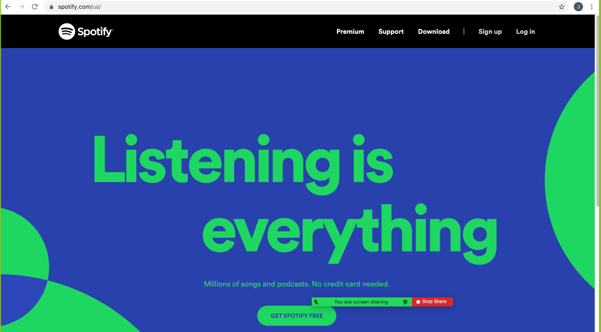 spotify.com/us/
J
Spotify®
Premium Support Download | Sign up Log in
Listening is
everything
Millions of songs and podcasts. No credit card needed.
You are screen sharing Stop Share
GET SPOTIFY FREE